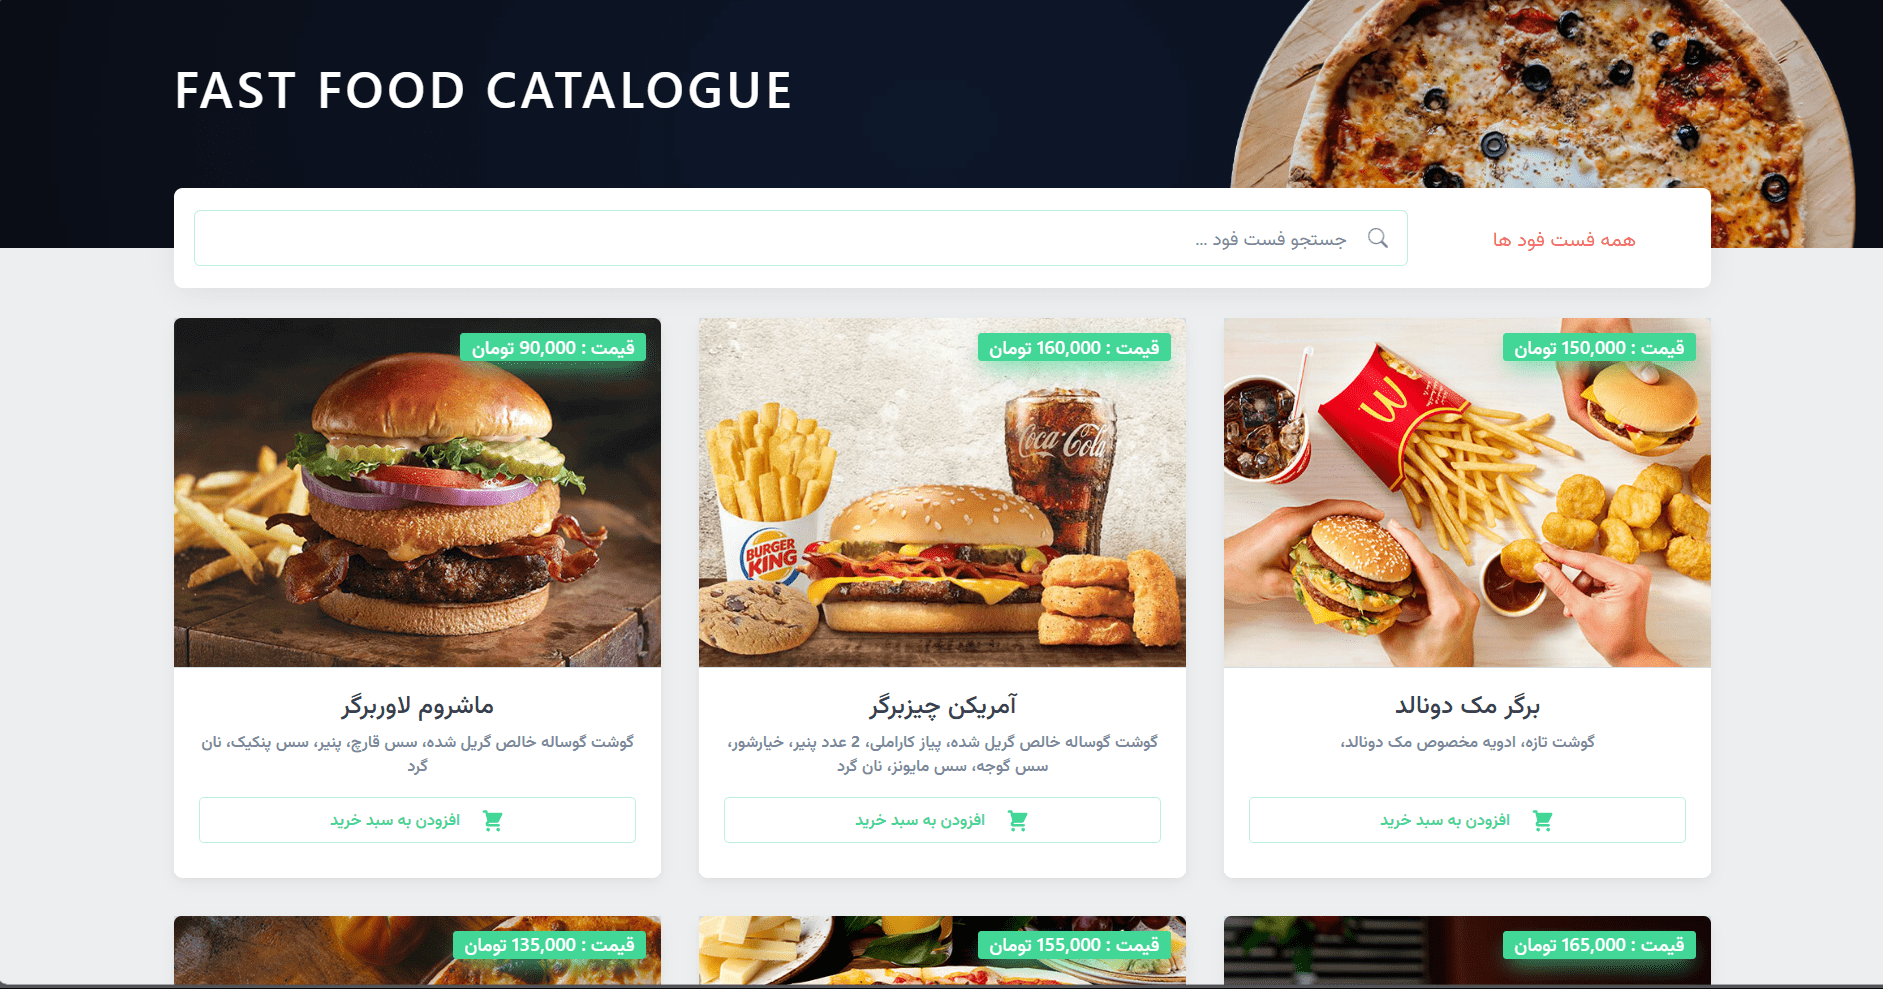 FAST FOOD CATALOGUE
همه فست فود ها
جستجو فست فود ...
قیمت : 150,000 تومان
برگر مک دونالد
گوشت تازه، ادویه مخصوص مک دونالد،
افزودن به سبد خرید
قیمت : 160,000 تومان
Coca-Cola
BURGER
KING
آمریکن چیزبرگر
گوشت گوساله خالص گریل شده، پیاز کاراملی، 2 عدد پنیر، خیارشور،
سس گوجه، سس مایونز، نان گرد
افزودن به سبد خرید
قیمت : 90,000 تومان
ماشروم لاوربرگر
گوشت گوساله خالص گریل شده، سس قارچ، پنیر، سس پنکیک، نان
گرد
افزودن به سبد خرید
قیمت : 165,000 تومان
قیمت : 155,000 تومان
قیمت : 135,000 تومان